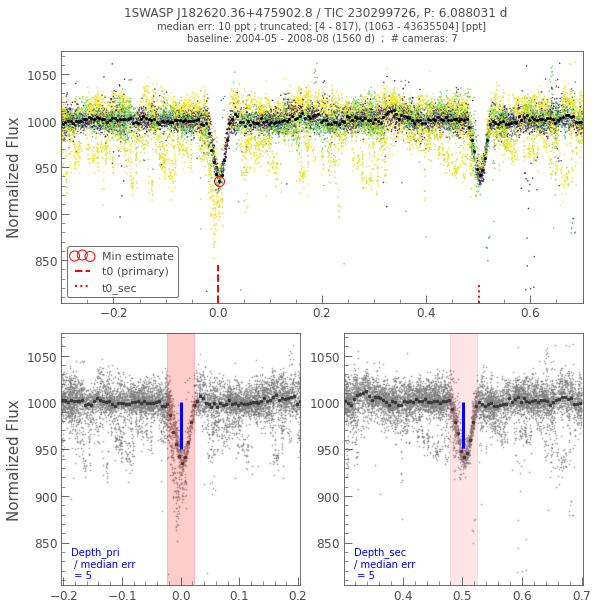 1SWASP J182620.36+475902.8 / TIC 230299726, P: 6.088031 d
median err: 10 ppt ; truncated: [4 - 817), (1063 - 43635504] [ppt]
baseline: 2004-05 - 2008-08 (1560 d)  ;  # cameras: 7
1050
1000
950
900
850
Normalized Flux
Min estimate
t0 (primary)
t0_sec
−0.2
0.0
0.2
0.4
0.6
1050
1000
950
900
850
Normalized Flux
Depth_pri
/ median err
= 5
−0.2
−0.1
0.0
0.1
0.2
1050
1000
950
900
850
Depth_sec
/ median err
= 5
0.4
0.5
0.6
0.7